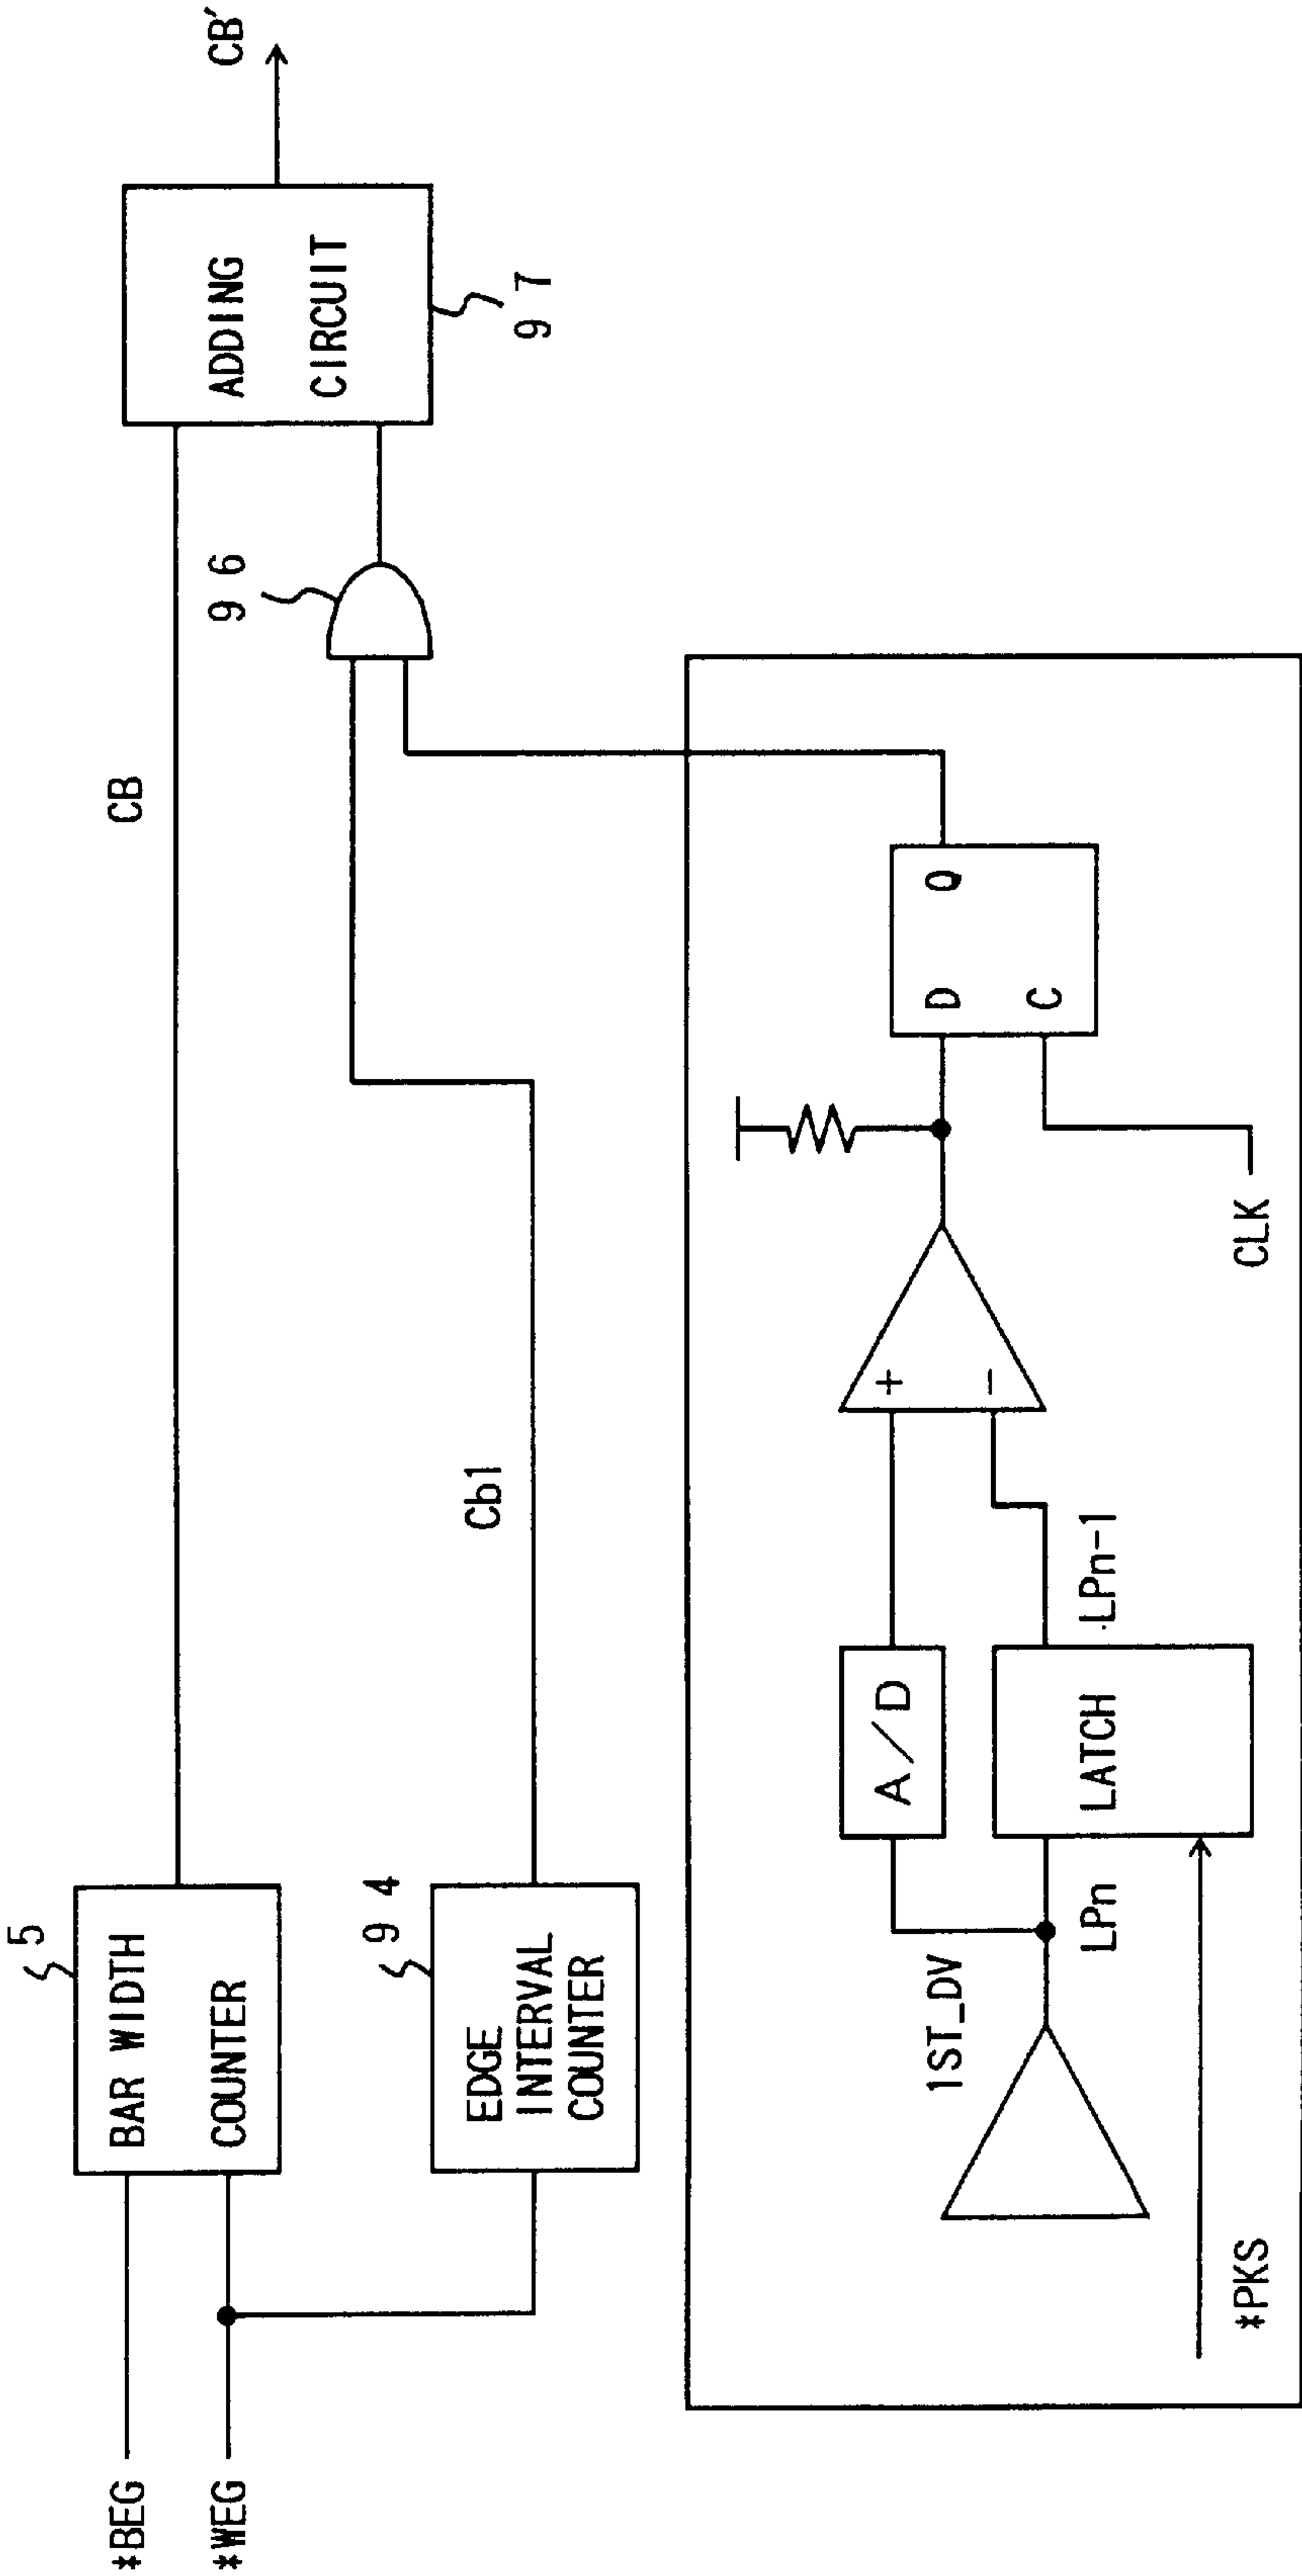 *BEG
*WEG
5
BAR WIDTH
COUNTER
CB
9 4
EDGE
INTERVAL
COUNTER
Cb1
9 6
ADDING
CIRCUIT
9 7
CB'
1ST_DV
LPn
A/D
LATCH
LPn-1
*PKS
+
-
D
Q
C
CLK